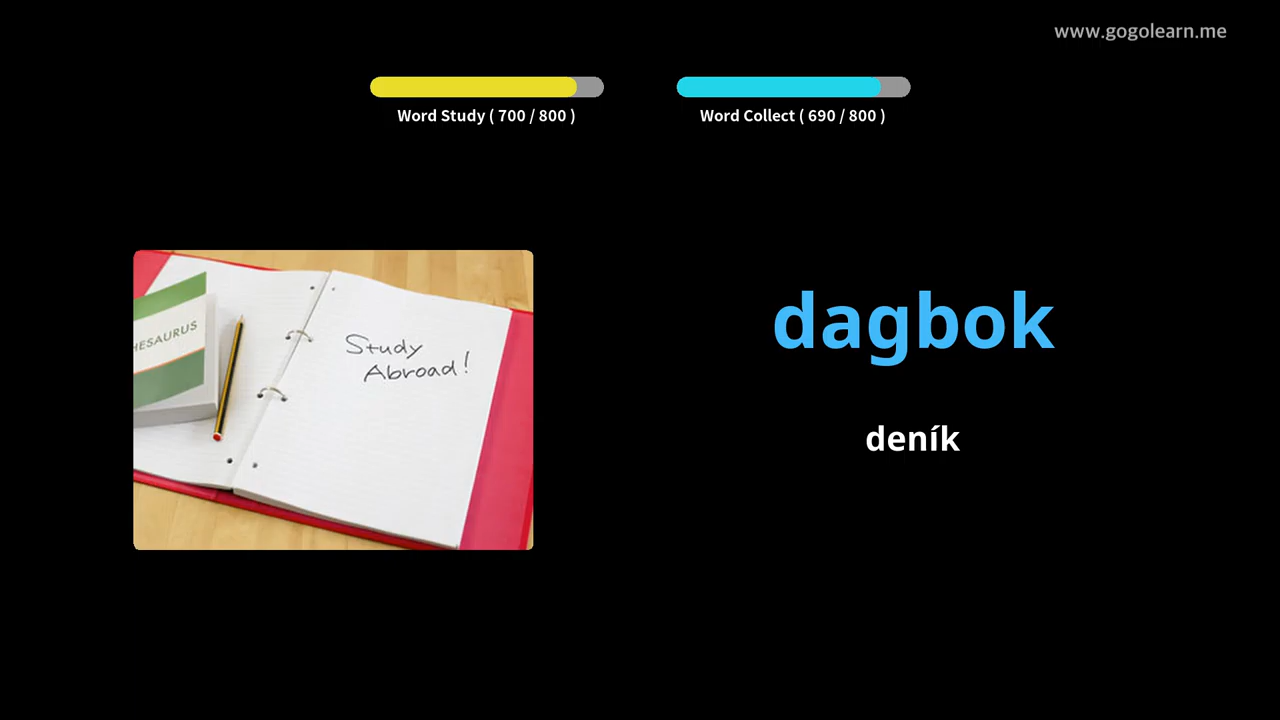 www.gogolearn.me
Word Study ( 700 / 800 )
Word Collect ( 690 / 800 )
HESAURUS
Study
Abroad!
dagbok
deník